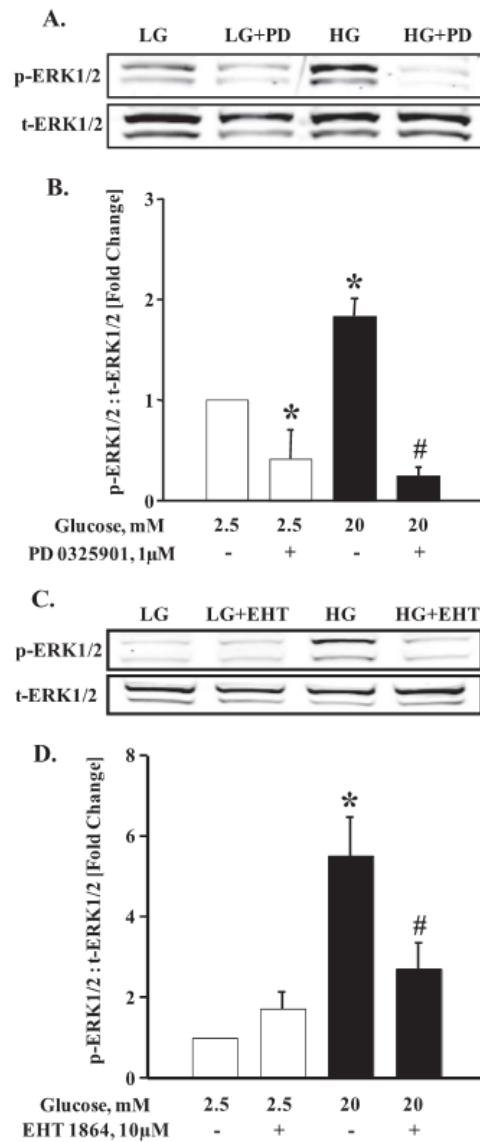 A.
LG LG+PD HG HG+PD
p-ERK1/2
t-ERK1/2
B.
p-ERK1/2 : t-ERK1/2 [Fold Change]
3
2
1
0
*
*
#
Glucose, mM 2.5 2.5 20 20
PD 0325901, 1μM - + - +
C.
LG LG+EHT HG HG+EHT
p-ERK1/2
t-ERK1/2
D.
p-ERK1/2 : t-ERK1/2 [Fold Change]
8
6
4
2
0
*
#
Glucose, mM 2.5 2.5 20 20
EHT 1864, 10μM - + - +